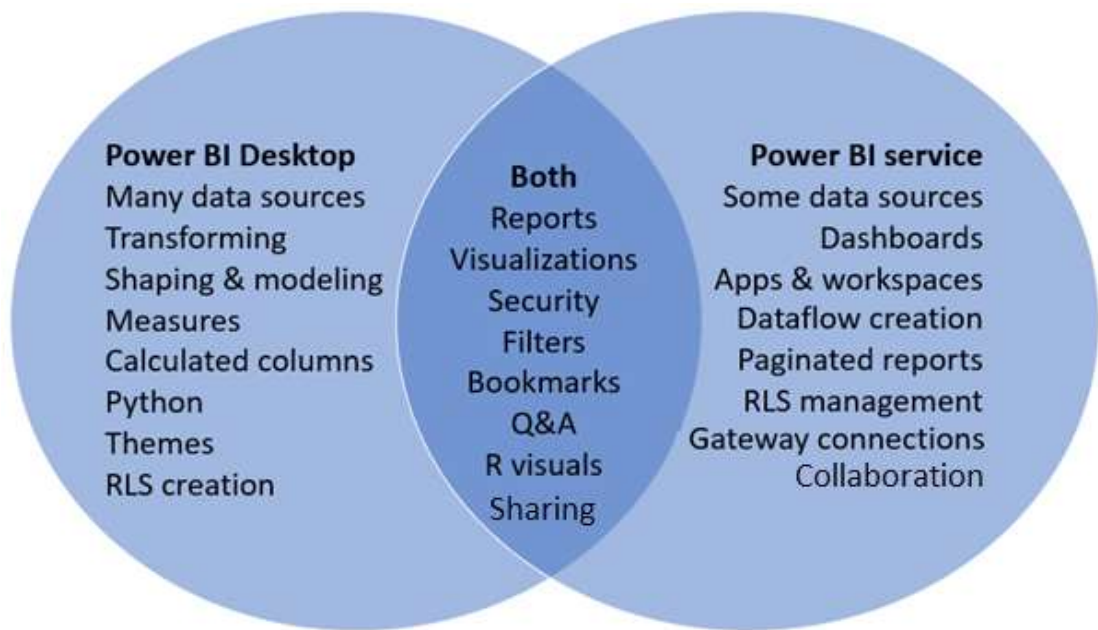 Power BI Desktop
Many data sources
Transforming
Shaping & modeling
Measures
Calculated columns
Python
Themes
RLS creation
Both
Reports
Visualizations
Security
Filters
Bookmarks
Q&A
R visuals
Sharing
Power BI service
Some data sources
Dashboards
Apps & workspaces
Dataflow creation
Paginated reports
RLS management
Gateway connections
Collaboration